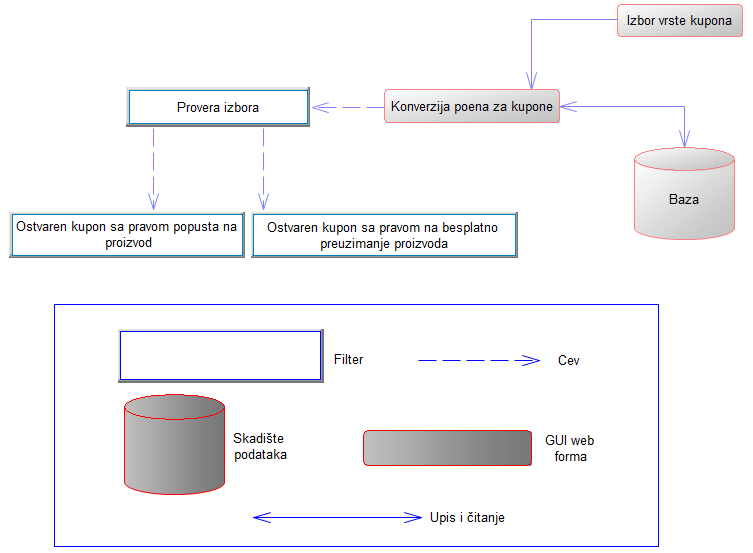 Izbor vrste kupona
Konverzija poena za kupone
Provera izbora
Baza
Ostvaren kupon sa pravom popusta na
proizvod
Ostvaren kupon sa pravom na besplatno
preuzimanje proizvoda
Filter
Cev
Skadište
podataka
GUI web
forma
Upis i čitanje